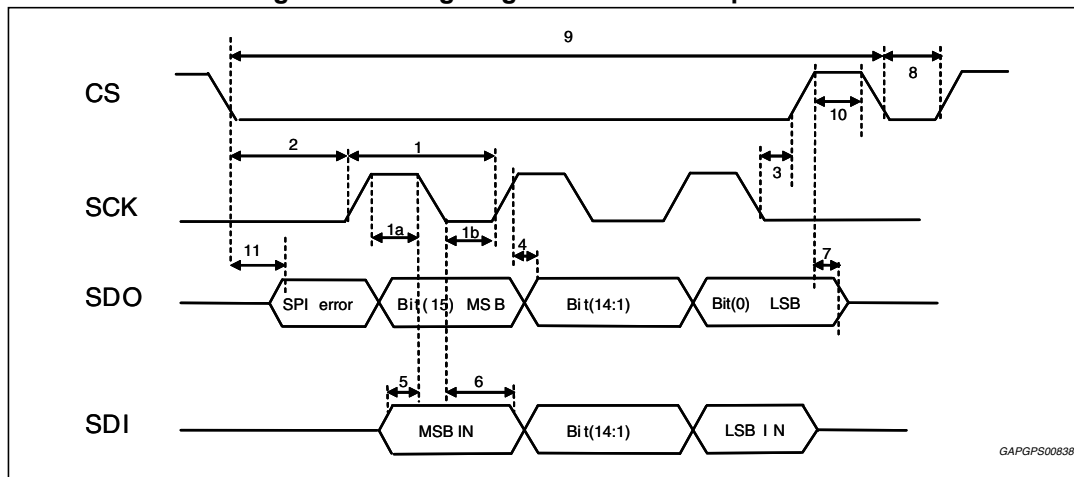 9
8
CS
10
2
1
3
SCK
1a
1b
4
11
7
SDO
SPI error
Bit(15) MSB
Bit(14:1)
Bit(0) LSB
5
6
SDI
MSB IN
Bit(14:1)
LSB IN
GAPGPS00838